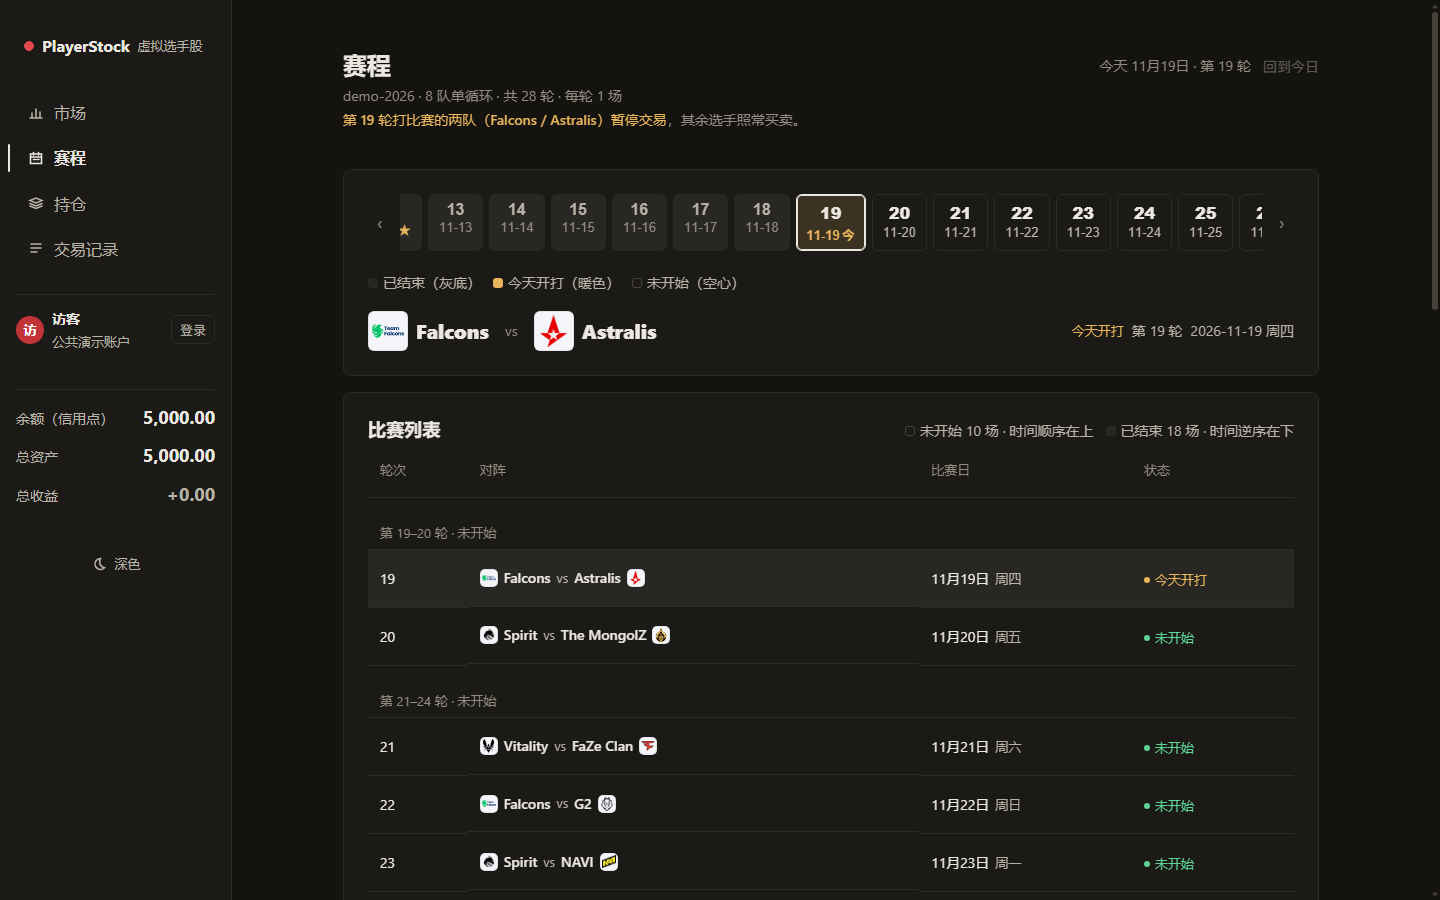 PlayerStock 虚拟选手股
市场
赛程
持仓
交易记录
访
访客
公共演示账户
登录
余额（信用点） 5,000.00
总资产 5,000.00
总收益 +0.00
深色
赛程
今天 11月19日 · 第 19 轮 回到今日
demo-2026 · 8 队单循环 · 共 28 轮 · 每轮 1 场
第 19 轮打比赛的两队（Falcons / Astralis）暂停交易，其余选手照常买卖。
‹ ★ 13 14 15 16 17 18 19 20 21 22 23 24 25 ›
11-13 11-14 11-15 11-16 11-17 11-18 11-19 今 11-20 11-21 11-22 11-23 11-24 11-25 11
已结束（灰底） 今天开打（暖色） 未开始（空心）
Team Falcons
Falcons vs Astralis
今天开打 第 19 轮 2026-11-19 周四
比赛列表
未开始 10 场 · 时间顺序在上 已结束 18 场 · 时间逆序在下
轮次 对阵 比赛日 状态
第 19–20 轮 · 未开始
19 Falcons vs Astralis 11月19日 周四 今天开打
20 Spirit vs The MongolZ 11月20日 周五 未开始
第 21–24 轮 · 未开始
21 Vitality vs FaZe Clan 11月21日 周六 未开始
22 Falcons vs G2 11月22日 周日 未开始
23 Spirit vs NAVI 11月23日 周一 未开始